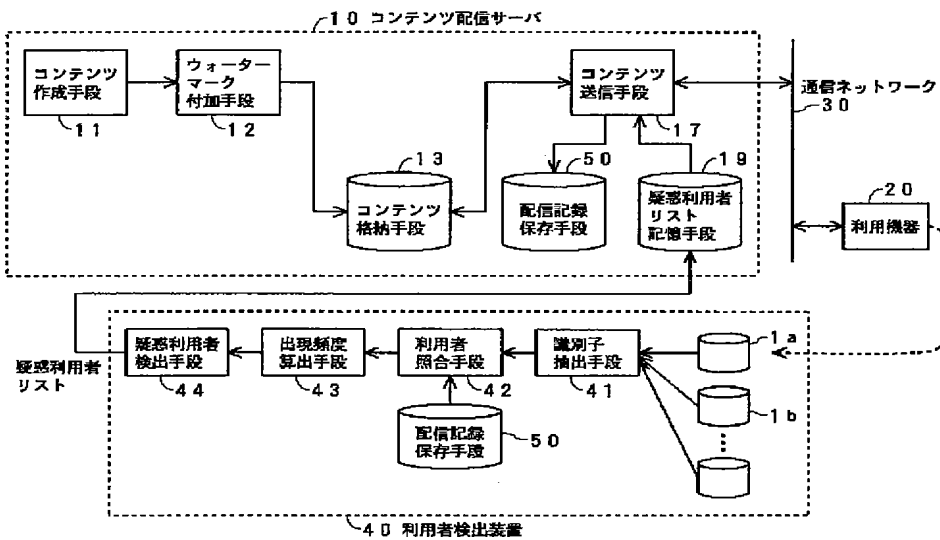 10 コンテンツ配信サーバ
コンテンツ
作成手段
11
ウォーター
マーク
付加手段
12
コンテンツ
送信手段
17
通信ネットワーク
30
13
コンテンツ
格納手段
50
配信記録
保存手段
19
疑惑利用者
リスト
記憶手段
20
利用機器
疑惑利用者
リスト
疑惑利用者
検出手段
44
出現頻度
算出手段
43
利用者
照合手段
42
識別子
抽出手段
41
1a
1b
配信記録
保存手段
50
40 利用者検出装置